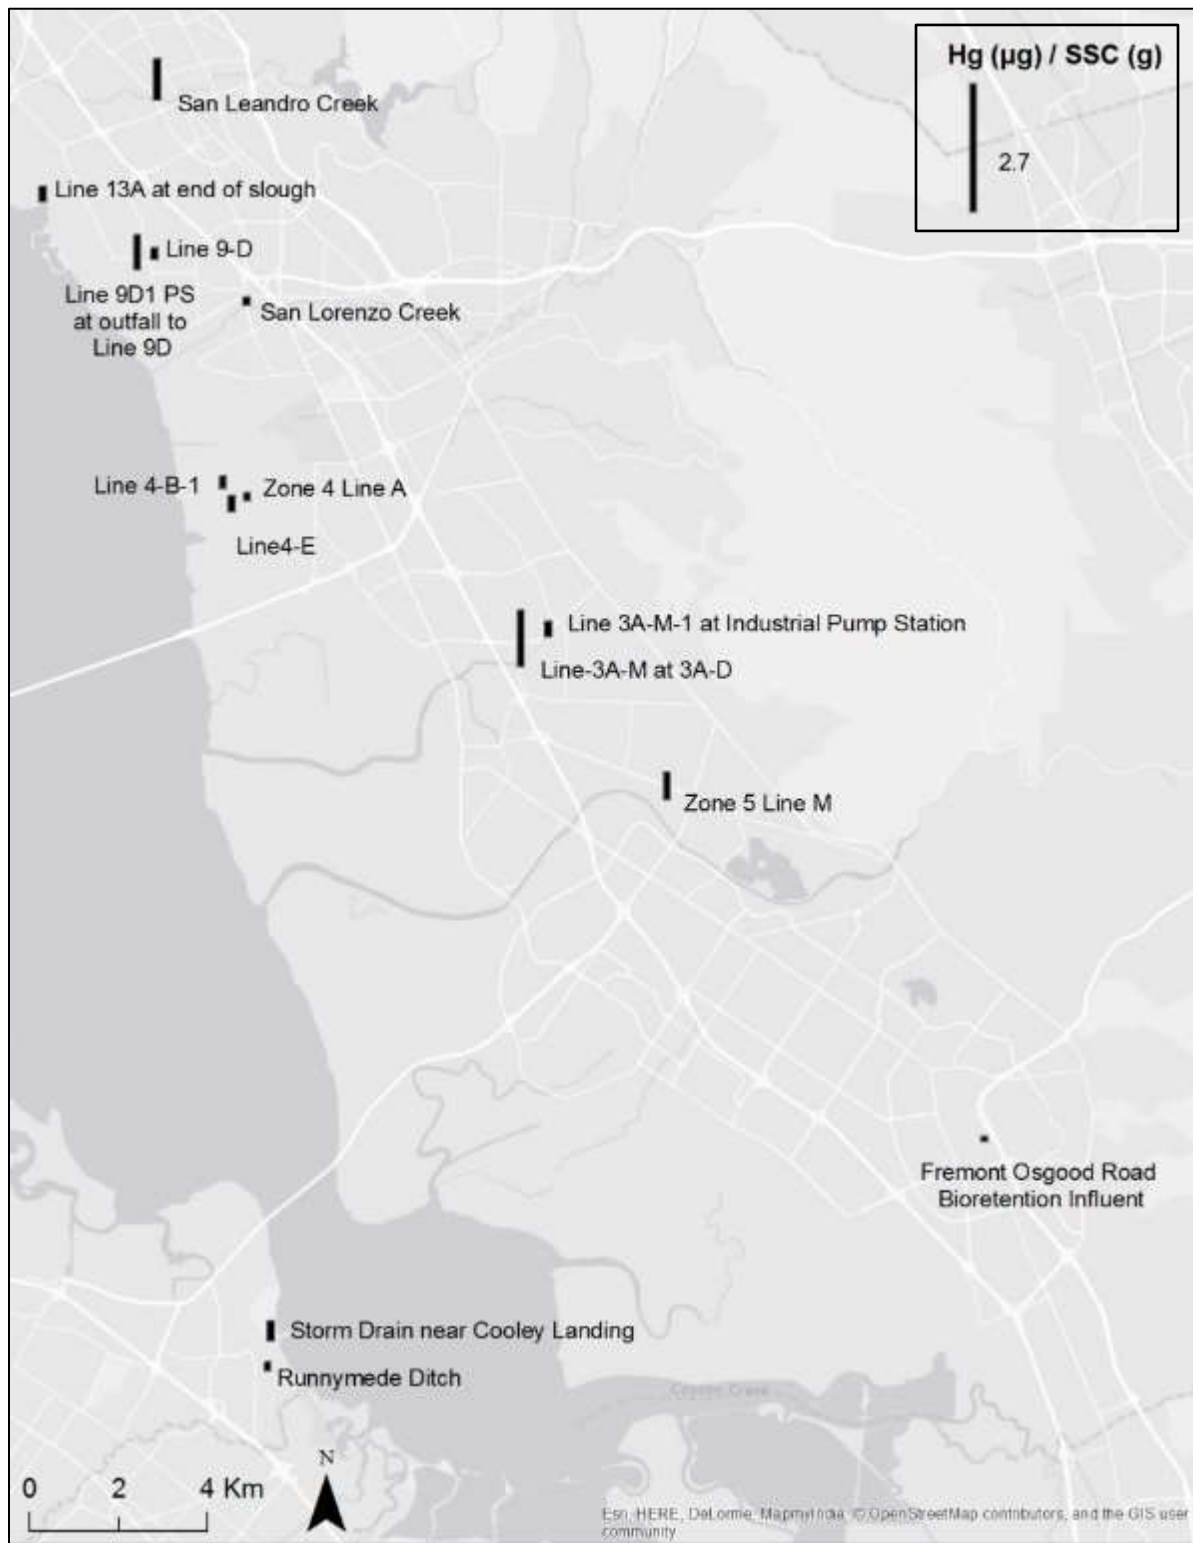 Hg (µg) / SSC (g)
2.7
San Leandro Creek
Line 13A at end of slough
Line 9-D
Line 9D1 PS
at outfall to
Line 9D
San Lorenzo Creek
Line 4-B-1
Zone 4 Line A
Line4-E
Line 3A-M-1 at Industrial Pump Station
Line-3A-M at 3A-D
Zone 5 Line M
Fremont Osgood Road
Bioretention Influent
Storm Drain near Cooley Landing
Runnymede Ditch
Coyote Creek
N
0 2 4 Km
Esri, HERE, DeLorme, MapmyIndia, © OpenStreetMap contributors, and the GIS user
community